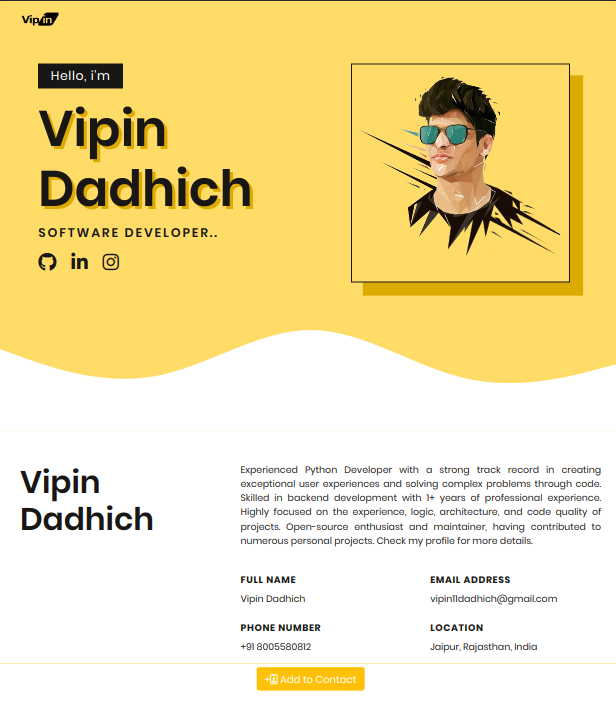 Vipin
Hello, i'm
Vipin
Dadhich
SOFTWARE DEVELOPER..
in
Vipin
Dadhich
Experienced Python Developer with a strong track record in creating
exceptional user experiences and solving complex problems through code.
Skilled in backend development with 1+ years of professional experience.
Highly focused on the experience, logic, architecture, and code quality of
projects. Open-source enthusiast and maintainer, having contributed to
numerous personal projects. Check my profile for more details.
FULL NAME
Vipin Dadhich
EMAIL ADDRESS
vipin11dadhich@gmail.com
PHONE NUMBER
+91 8005580812
LOCATION
Jaipur, Rajasthan, India
Add to Contact